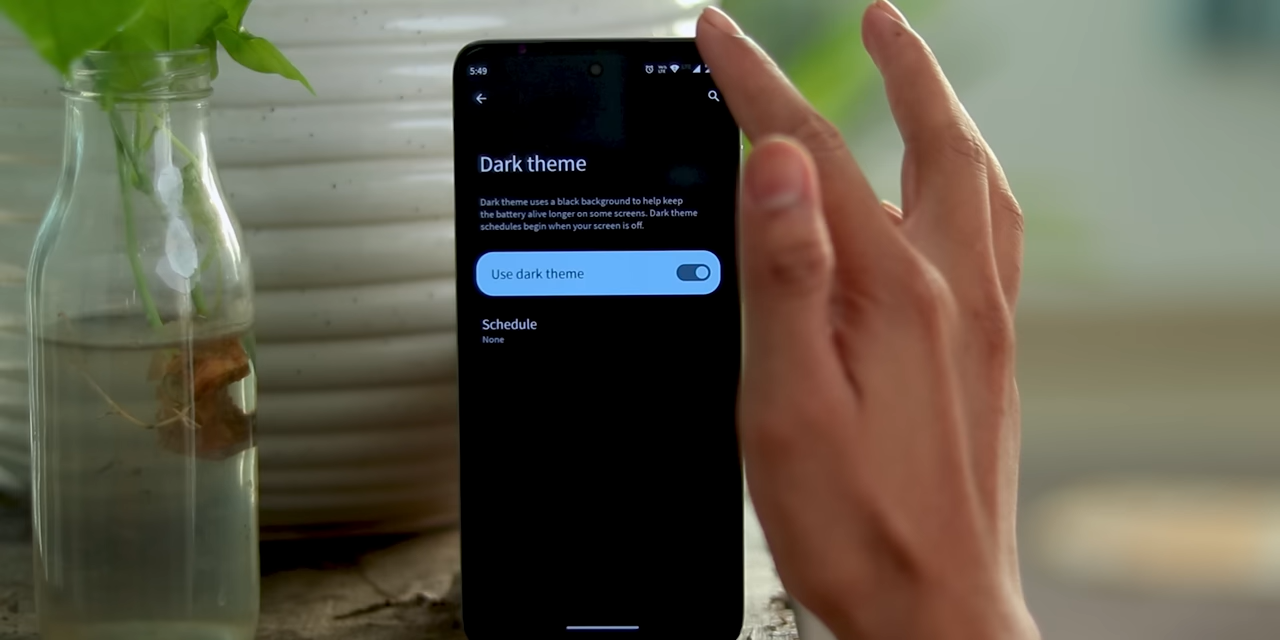 5:49
Dark theme
Dark theme uses a black background to help keep
the battery alive longer on some screens. Dark theme
schedules begin when your screen is off.
Use dark theme
Schedule
None